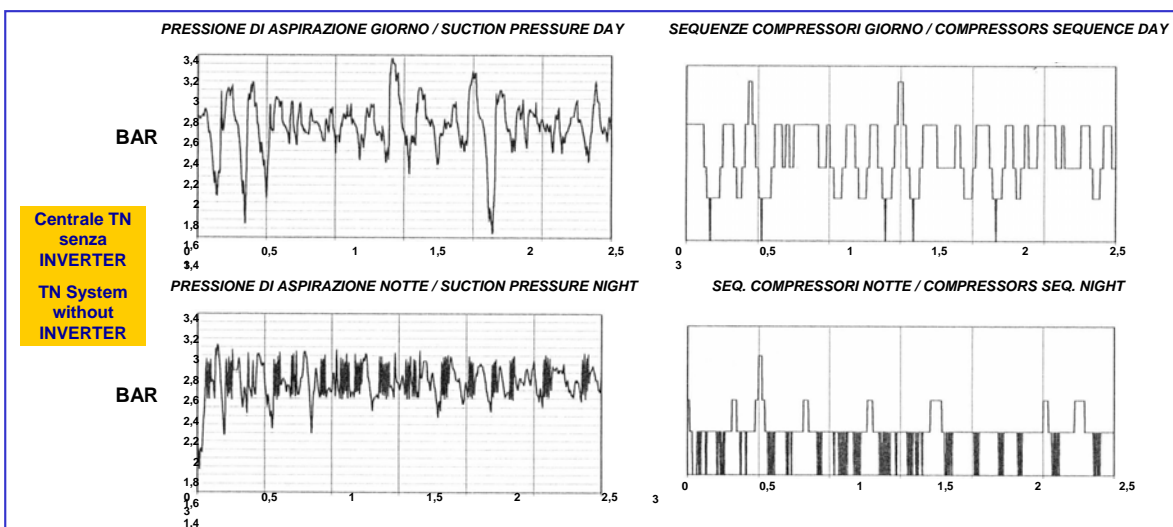 PRESSIONE DI ASPIRAZIONE GIORNO / SUCTION PRESSURE DAY
SEQUENZE COMPRESSORI GIORNO / COMPRESSORS SEQUENCE DAY
3,4
3,2
3
2,8
2,6
2,4
2,2
2
1,8
1,6
1,4
BAR
0 0,5 1 1,5 2 2,5
3
0 0,5 1 1,5 2 2,5
3
Centrale TN
senza
INVERTER
TN System
without
INVERTER
PRESSIONE DI ASPIRAZIONE NOTTE / SUCTION PRESSURE NIGHT
SEQ. COMPRESSORI NOTTE / COMPRESSORS SEQ. NIGHT
3,4
3,2
3
2,8
2,6
2,4
2,2
2
1,8
1,6
1,4
BAR
0 0,5 1 1,5 2 2,5
3
0 0,5 1 1,5 2 2,5
3